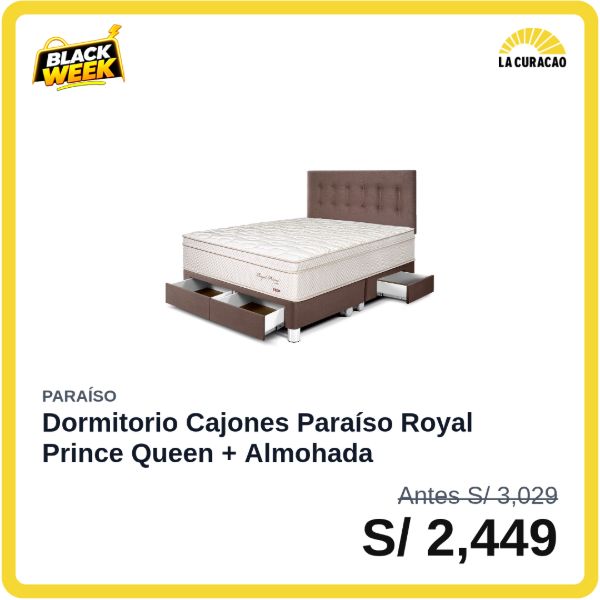 BLACK
WEEK
LA CURACAO
PARAÍSO
Dormitorio Cajones Paraíso Royal
Prince Queen + Almohada
Antes S/ 3,029
S/ 2,449